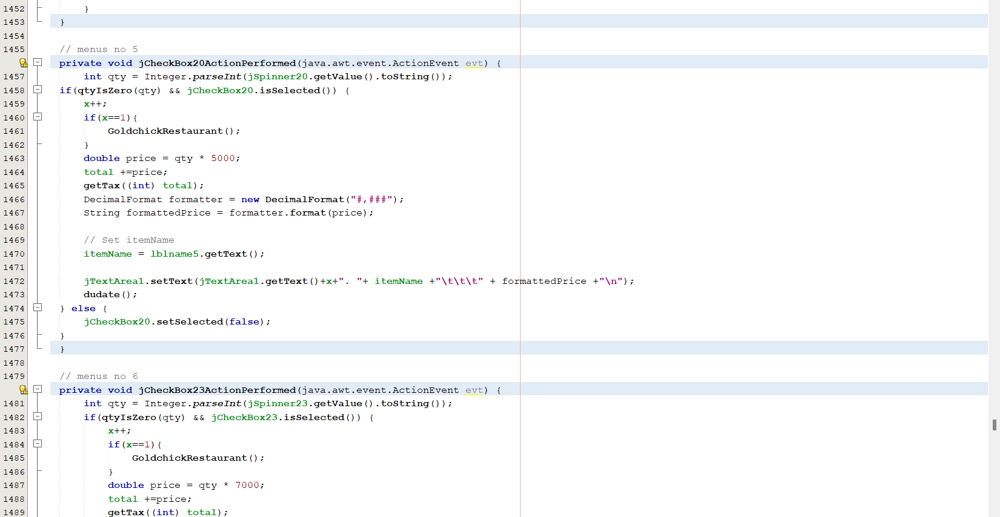 1452 }
1453 }
1454
1455 // menus no 5
private void jCheckBox20ActionPerformed(java.awt.event.ActionEvent evt) {
1457 int qty = Integer.parseInt(jSpinner20.getValue().toString());
1458 if(qtyIsZero(qty) && jCheckBox20.isSelected()) {
1459 x++;
1460 if(x==1){
1461 GoldchickRestaurant();
1462 }
1463 double price = qty * 5000;
1464 total +=price;
1465 getTax((int) total);
1466 DecimalFormat formatter = new DecimalFormat("#,###");
1467 String formattedPrice = formatter.format(price);
1468
1469 // Set itemName
1470 itemName = lblname5.getText();
1471
1472 jTextArea1.setText(jTextArea1.getText()+x+". "+ itemName +"\t\t\t" + formattedPrice +"\n");
1473 dudate();
1474 } else {
1475 jCheckBox20.setSelected(false);
1476 }
1477 }
1478
1479 // menus no 6
private void jCheckBox23ActionPerformed(java.awt.event.ActionEvent evt) {
1481 int qty = Integer.parseInt(jSpinner23.getValue().toString());
1482 if(qtyIsZero(qty) && jCheckBox23.isSelected()) {
1483 x++;
1484 if(x==1){
1485 GoldchickRestaurant();
1486 }
1487 double price = qty * 7000;
1488 total +=price;
1489 getTax((int) total);